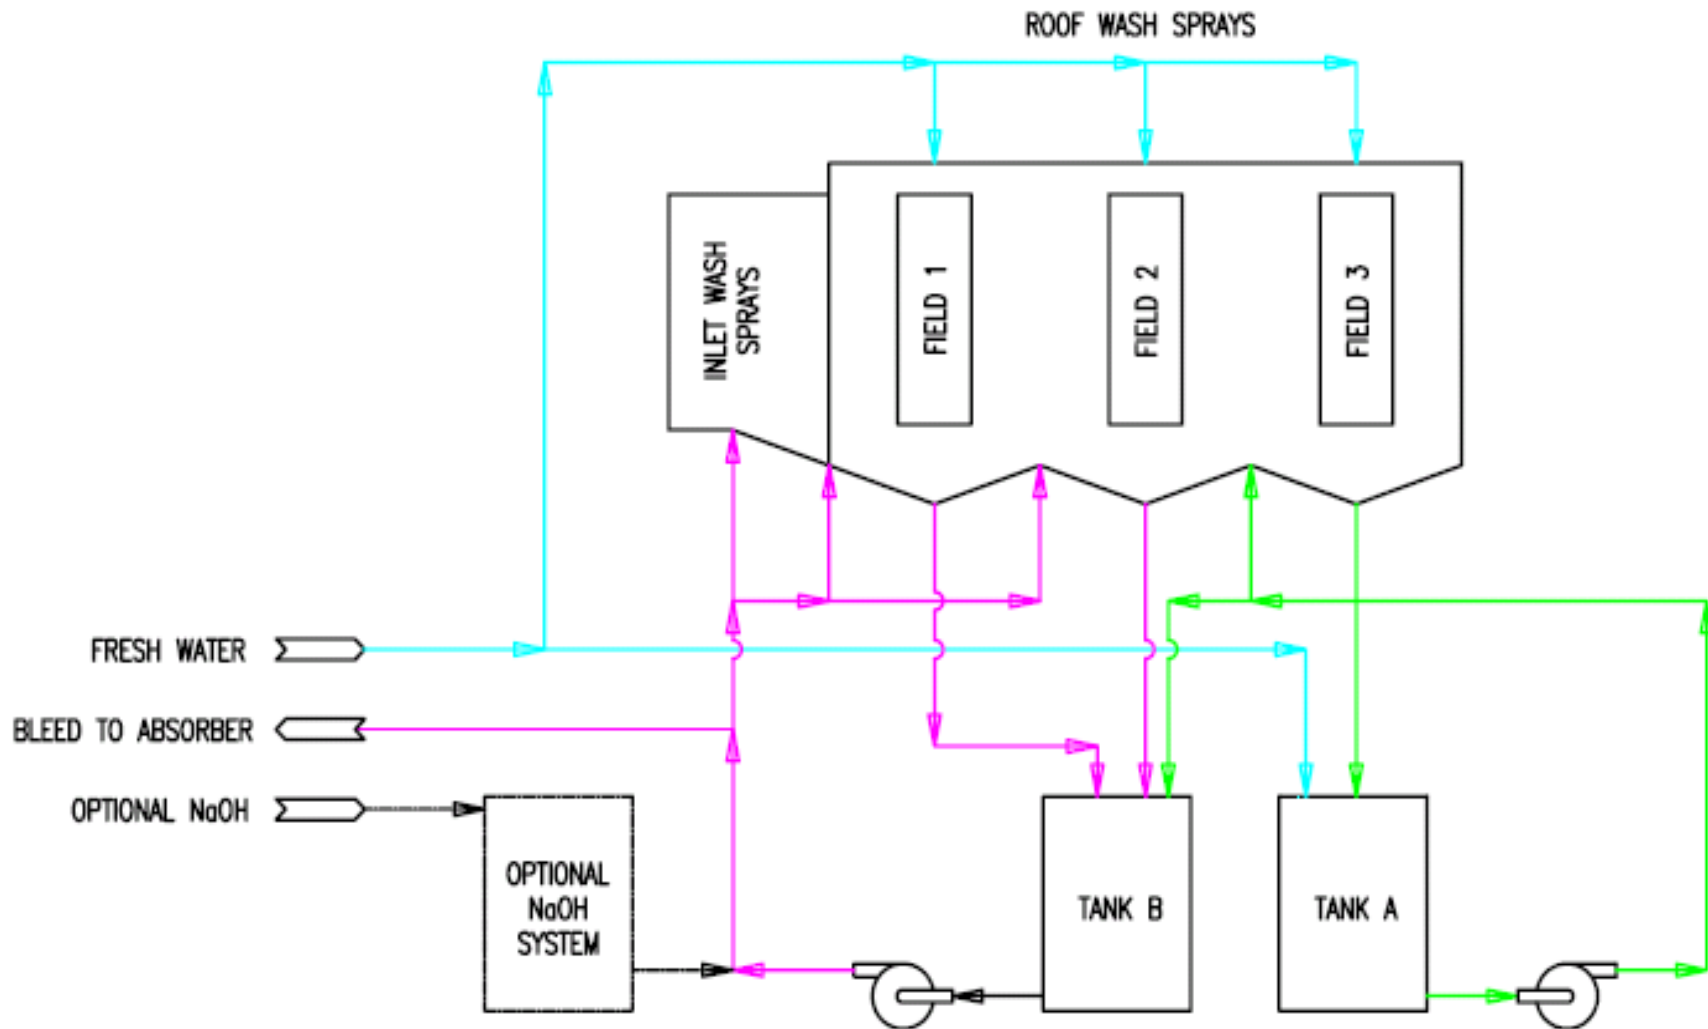 ROOF WASH SPRAYS
INLET WASH
SPRAYS
FIELD 1
FIELD 2
FIELD 3
FRESH WATER
BLEED TO ABSORBER
OPTIONAL NaOH
OPTIONAL
NaOH
SYSTEM
TANK B
TANK A